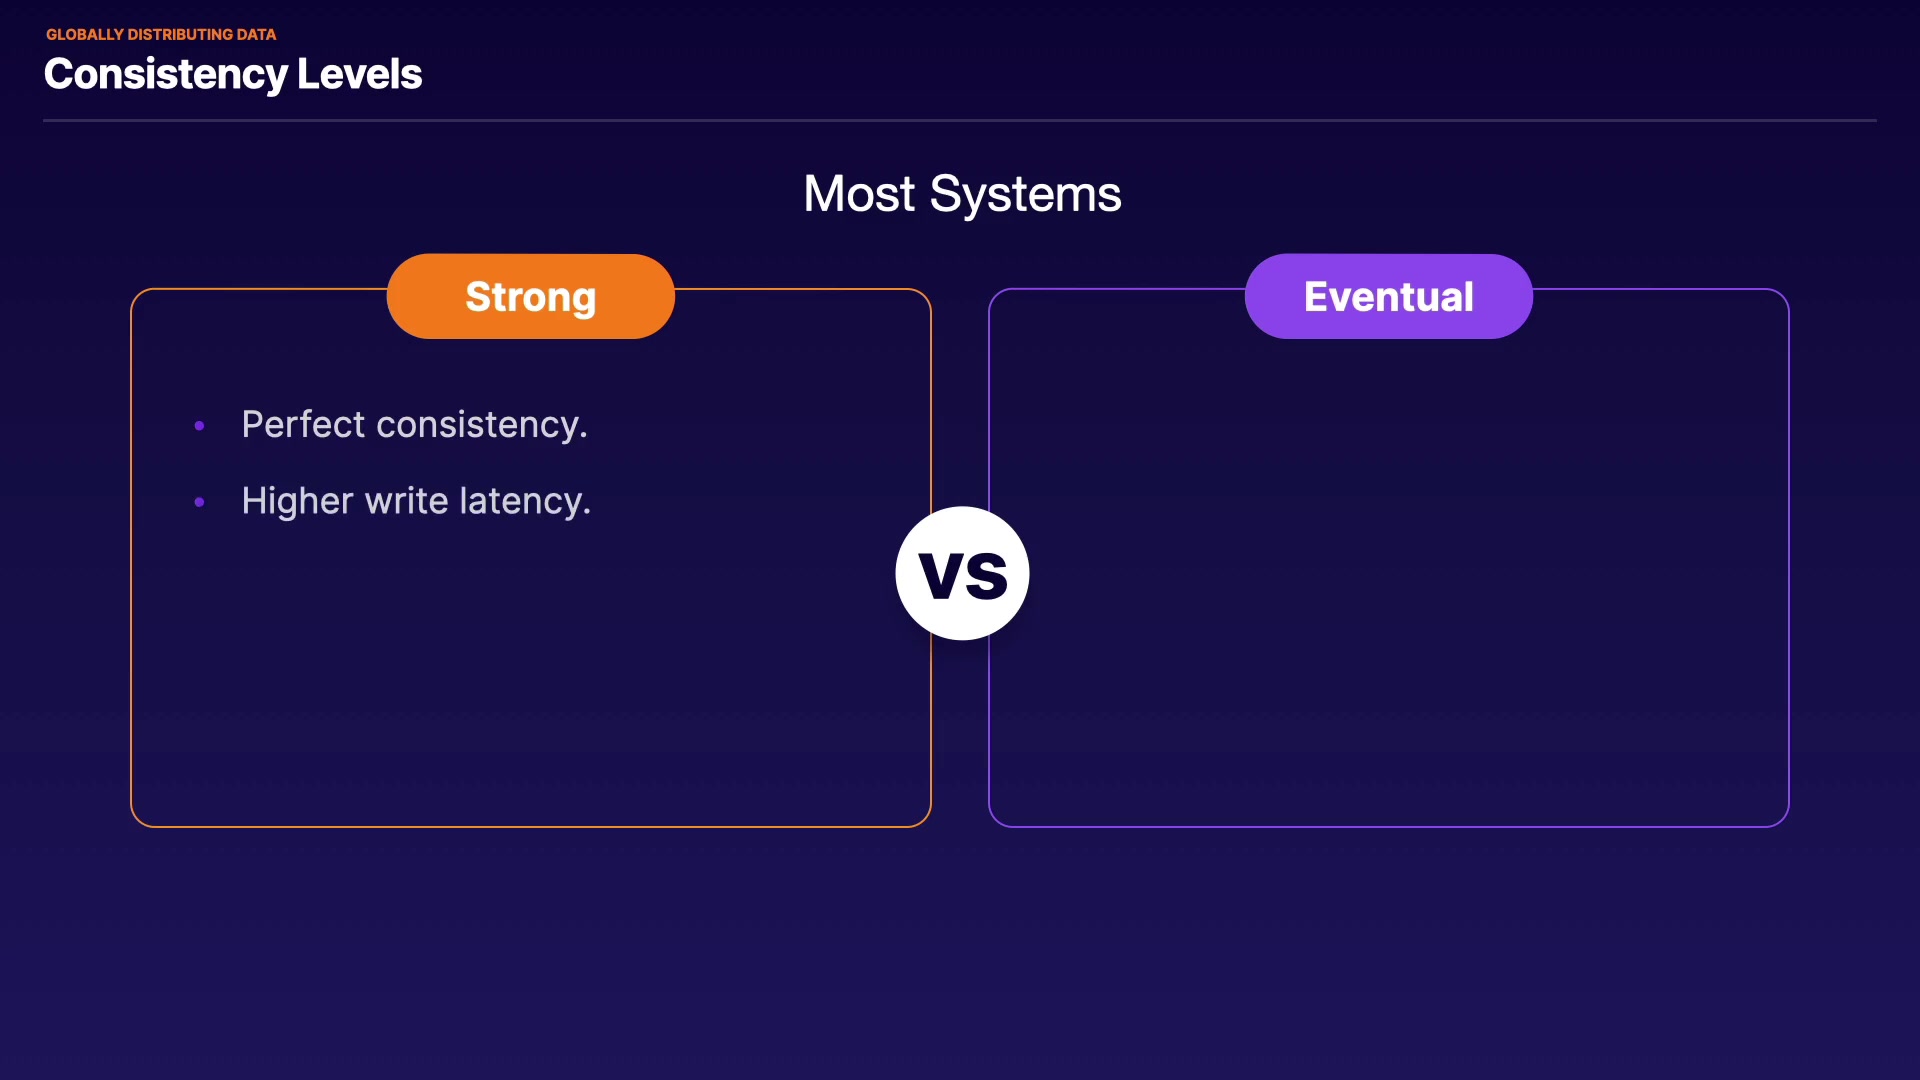 GLOBALLY DISTRIBUTING DATA
Consistency Levels
Most Systems
Strong
• Perfect consistency.
• Higher write latency.
VS
Eventual